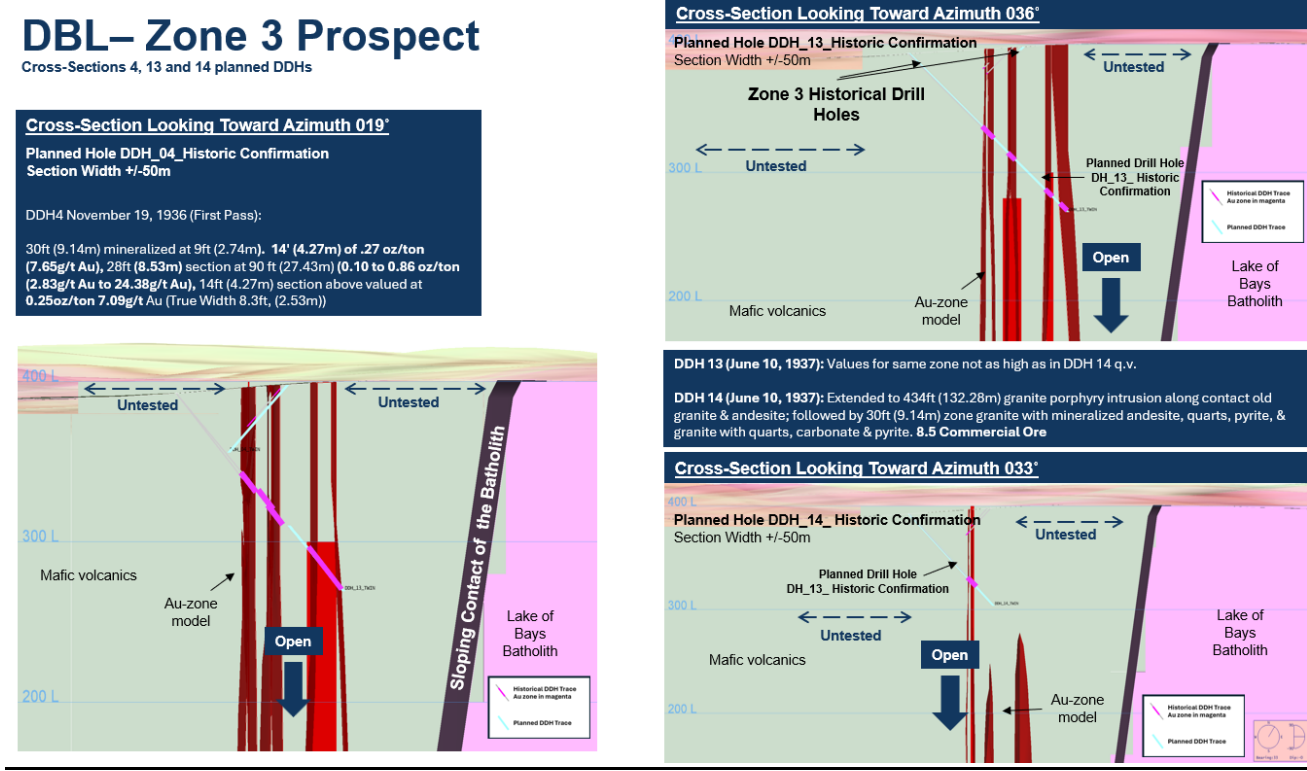 DBL– Zone 3 Prospect
Cross-Sections 4, 13 and 14 planned DDHs
Cross-Section Looking Toward Azimuth 019°
Planned Hole DDH_04_Historic Confirmation
Section Width +/-50m
DDH4 November 19, 1936 (First Pass):
30ft (9.14m) mineralized at 9ft (2.74m). 14' (4.27m) of .27 oz/ton
(7.65g/t Au), 28ft (8.53m) section at 90 ft (27.43m) (0.10 to 0.86 oz/ton
(2.83g/t Au to 24.38g/t Au), 14ft (4.27m) section above valued at
0.25oz/ton 7.09g/t Au (True Width 8.3ft, (2.53m))
400 L
Untested
Untested
300 L
DDH_13_TWIN
Mafic volcanics
Au-zone
model
Open
200 L
Sloping Contact of the Batholith
Lake of
Bays
Batholith
Historical DDH Trace
Au zone in magenta
Planned DDH Trace
Cross-Section Looking Toward Azimuth 036°
Planned Hole DDH_13_Historic Confirmation
Section Width +/-50m
Untested
Zone 3 Historical Drill
Holes
Untested
300 L
Planned Drill Hole
DH_13_ Historic
Confirmation
Historical DDH Trace
Au zone in magenta
Planned DDH Trace
Open
200 L
Mafic volcanics
Au-zone
model
Lake of
Bays
Batholith
DDH 13 (June 10, 1937): Values for same zone not as high as in DDH 14 q.v.
DDH 14 (June 10, 1937): Extended to 434ft (132.28m) granite porphyry intrusion along contact old
granite & andesite; followed by 30ft (9.14m) zone granite with mineralized andesite, quarts, pyrite, &
granite with quarts, carbonate & pyrite. 8.5 Commercial Ore
Cross-Section Looking Toward Azimuth 033°
400 L
Planned Hole DDH_14_ Historic Confirmation
Section Width +/-50m
Untested
Planned Drill Hole
DH_13_ Historic Confirmation
300 L
Untested
Mafic volcanics
Open
Au-zone
model
200 L
Lake of
Bays
Batholith
Historical DDH Trace
Au zone in magenta
Planned DDH Trace